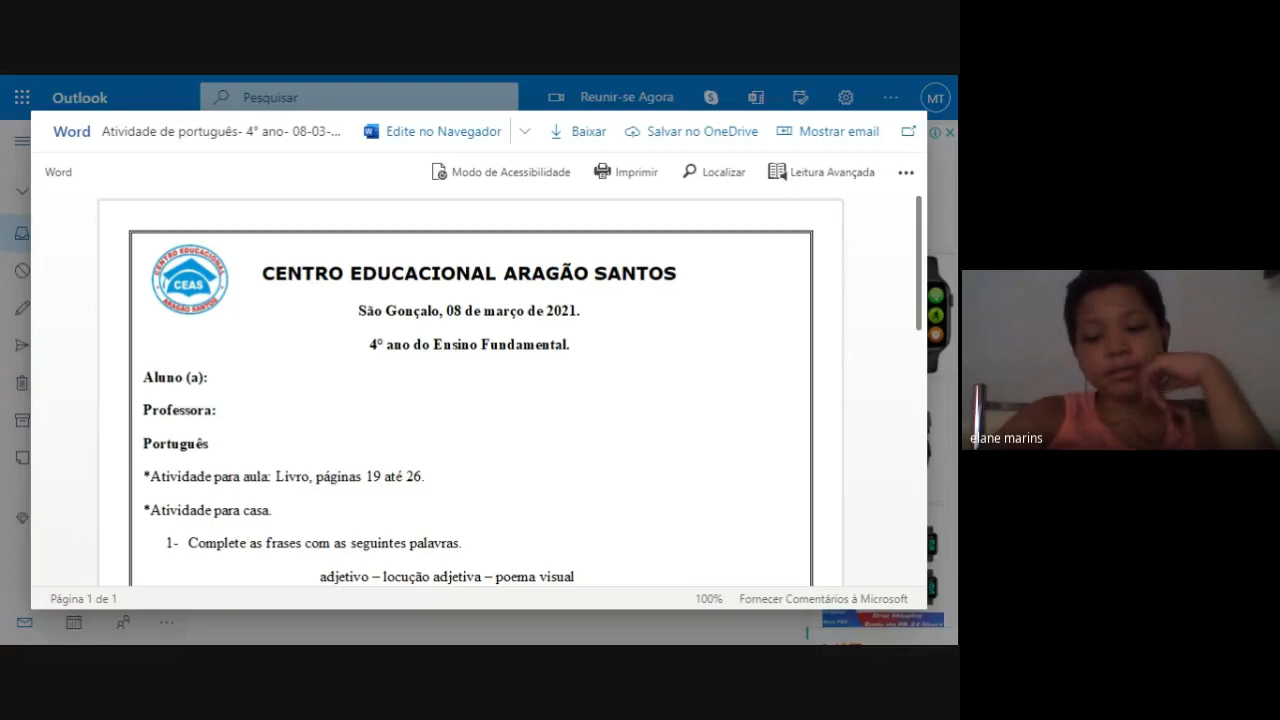 Outlook
Pesquisar
Reunir-se Agora
MT
Word
Atividade de português- 4° ano- 08-03-...
Edite no Navegador
Baixar
Salvar no OneDrive
Mostrar email
Word
Modo de Acessibilidade
Imprimir
Localizar
Leitura Avançada
CENTRO EDUCACIONAL
CEAS
ARAGÃO SANTOS
CENTRO EDUCACIONAL ARAGÃO SANTOS
São Gonçalo, 08 de março de 2021.
4° ano do Ensino Fundamental.
Aluno (a):
Professora:
Português
*Atividade para aula: Livro, páginas 19 até 26.
*Atividade para casa.
1- Complete as frases com as seguintes palavras.
adjetivo – locução adjetiva – poema visual
Página 1 de 1
100%
Fornecer Comentários à Microsoft
elane marins